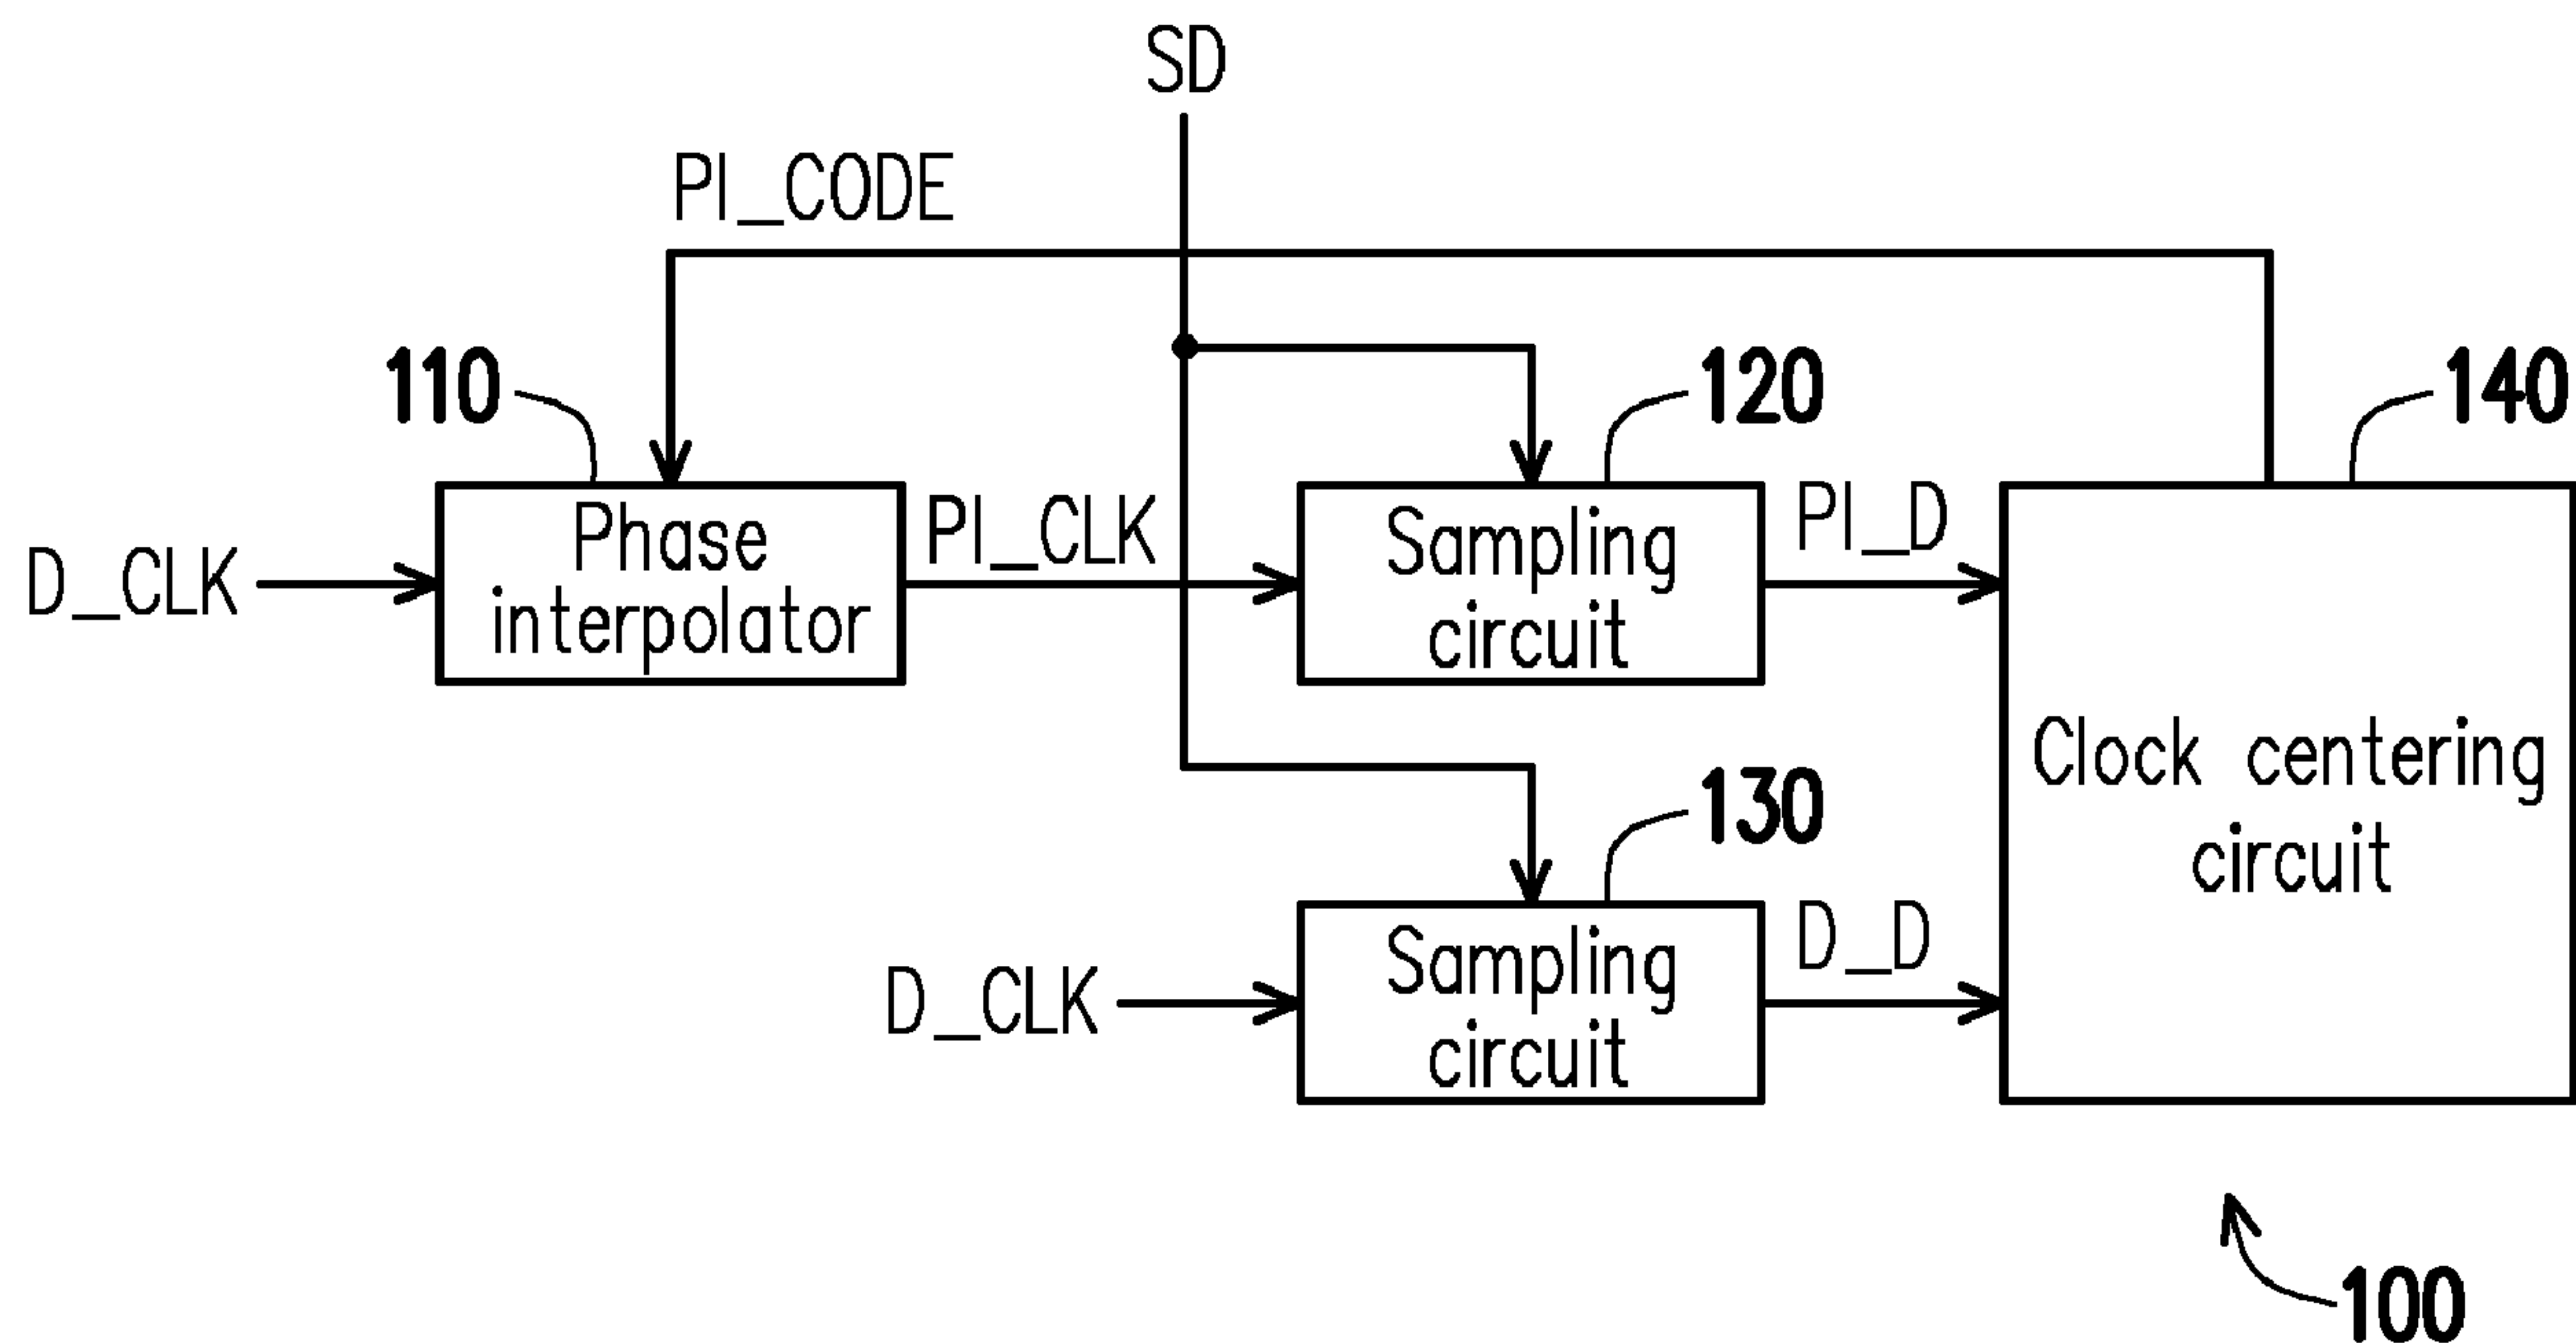 SD
PI_CODE
110
120
140
D_CLK
Phase
interpolator
PI_CLK
Sampling
circuit
PI_D
Clock centering
circuit
130
D_CLK
Sampling
circuit
D_D
100